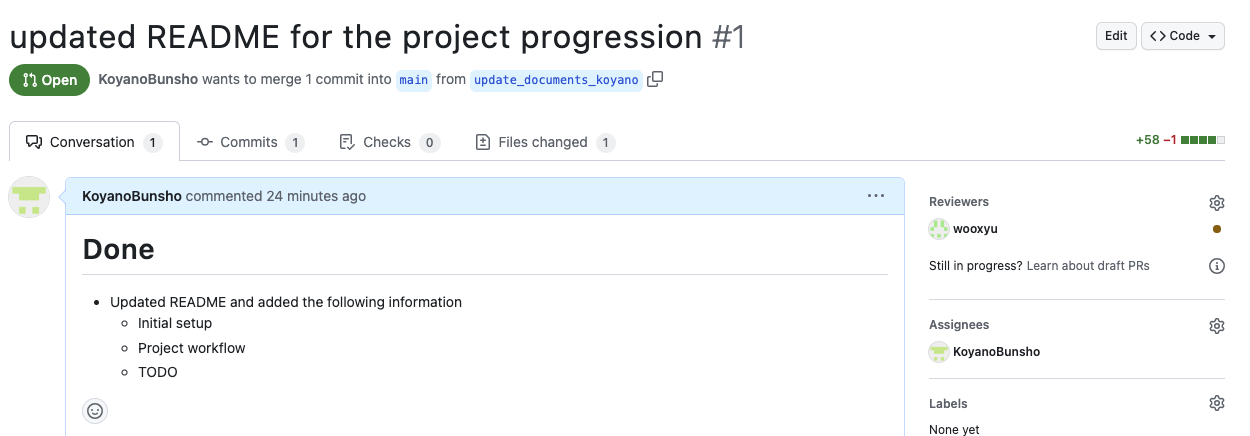 updated README for the project progression #1
Edit
Code
Open
KoyanoBunsho wants to merge 1 commit into main from update_documents_koyano
Conversation 1
Commits 1
Checks 0
Files changed 1
+58 −1
KoyanoBunsho commented 24 minutes ago
Done
Updated README and added the following information
Initial setup
Project workflow
TODO
Reviewers
wooxyu
Still in progress? Learn about draft PRs
Assignees
KoyanoBunsho
Labels
None yet